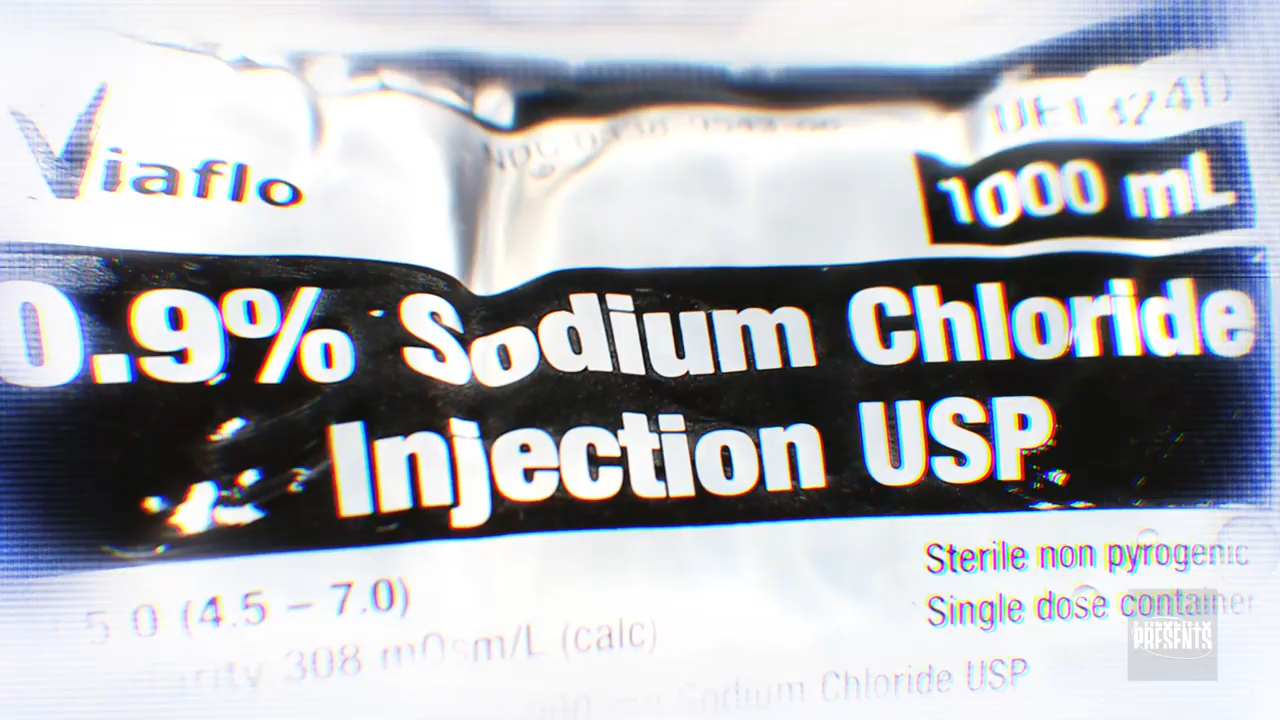 Viaflo
1000 mL
0.9% Sodium Chloride
Injection USP
5 0 (4.5 – 7.0)
308 mOsm/L (calc)
Sterile non pyrogenic
Single dose container
Sodium Chloride USP
PRESENTS